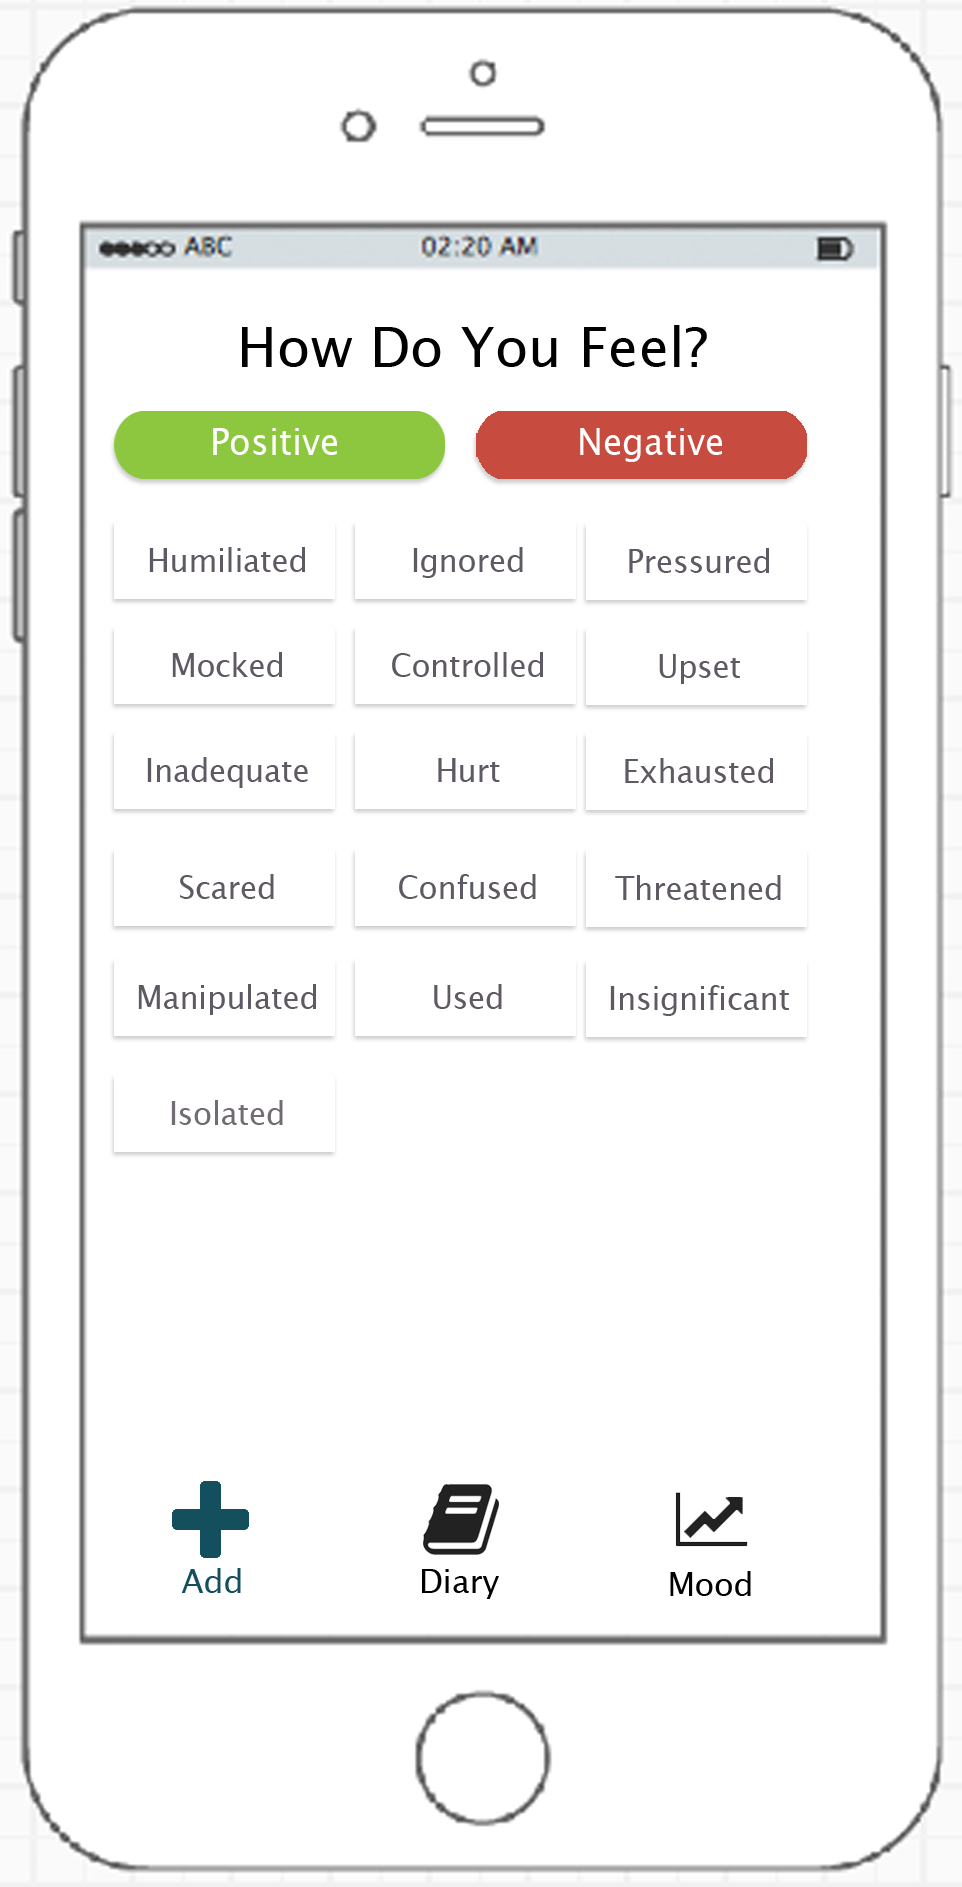 ABC 02:20 AM
How Do You Feel?
Positive Negative
Humiliated Ignored Pressured
Mocked Controlled Upset
Inadequate Hurt Exhausted
Scared Confused Threatened
Manipulated Used Insignificant
Isolated
Add Diary Mood